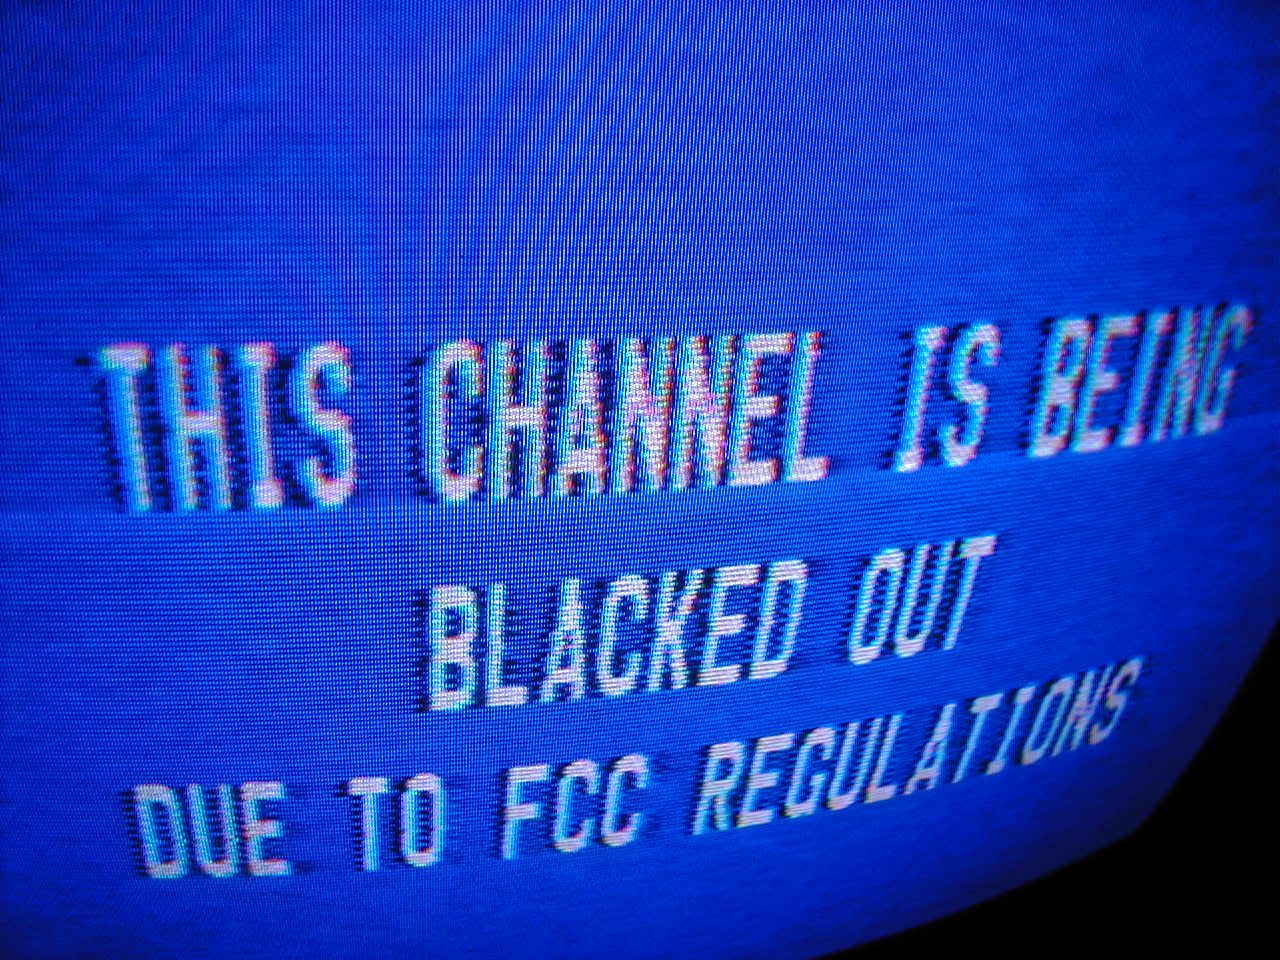 THIS CHANNEL IS BEING
BLACKED OUT
DUE TO FCC REGULATIONS